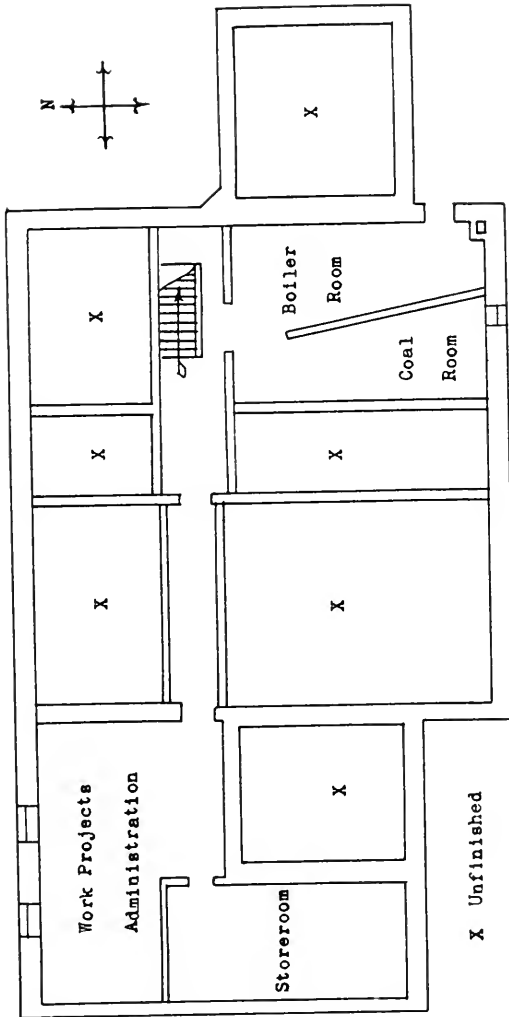 N
X
X
X
X
Boiler
Room
Coal
Room
X
X
Work Projects
Administration
X
Storeroom
X Unfinished